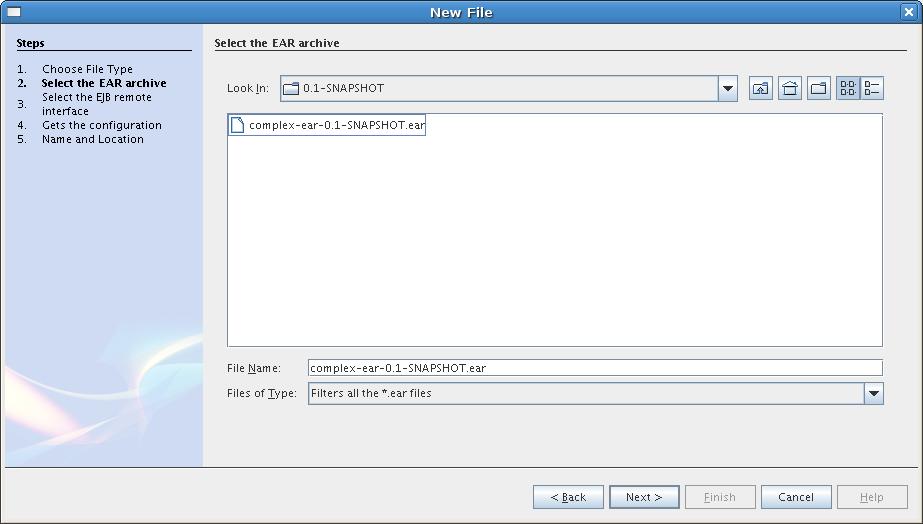 New File
Steps
1. Choose File Type
2. Select the EAR archive
3. Select the EJB remote
interface
4. Gets the configuration
5. Name and Location
Select the EAR archive
Look In: 0.1-SNAPSHOT
complex-ear-0.1-SNAPSHOT.ear
File Name: complex-ear-0.1-SNAPSHOT.ear
Files of Type: Filters all the *.ear files
< Back Next > Finish Cancel Help